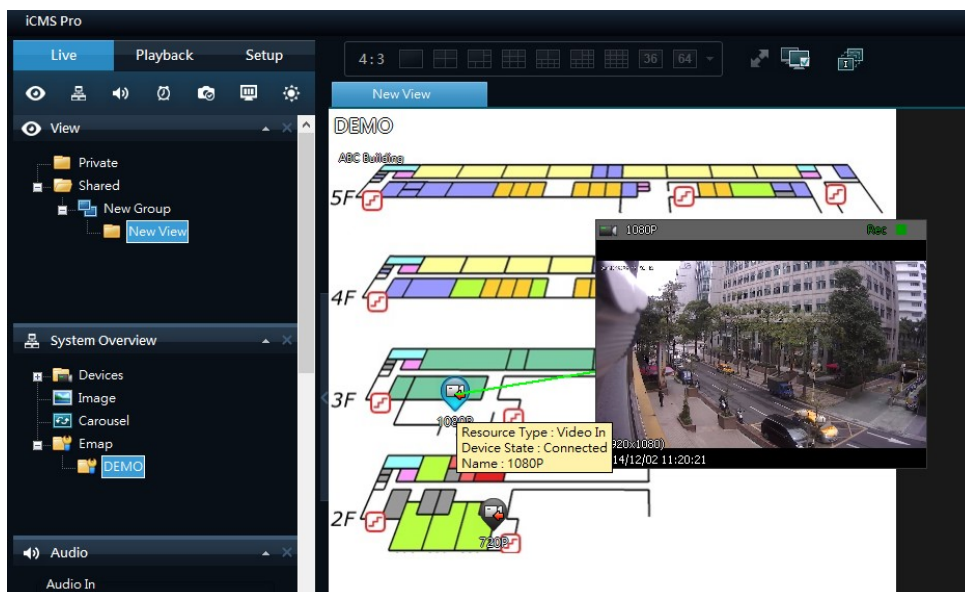 iCMS Pro
Live Playback Setup
4:3 36 64
View
New View
Private
Shared
New Group
New View
System Overview
Devices
Image
Carousel
Emap
DEMO
Audio
Audio In
DEMO
ABC Building
5F
4F
3F
2F
1080P
Rec
1080P
Resource Type : Video In
Device State : Connected
Name : 1080P
920x1080)
14/12/02 11:20:21
720P